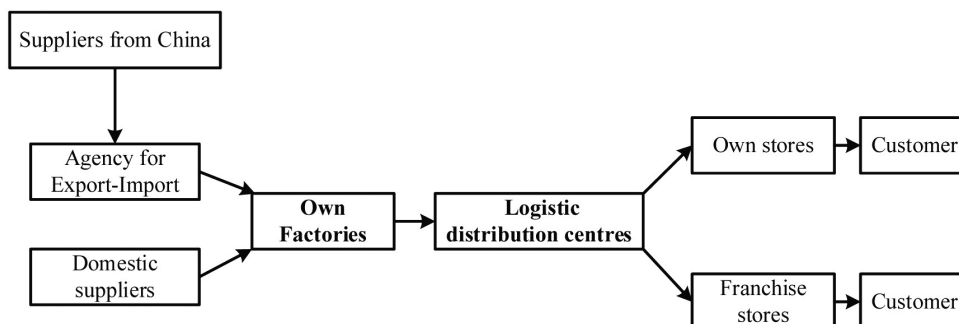 Suppliers from China
Agency for
Export-Import
Domestic
suppliers
Own
Factories
Logistic
distribution centres
Own stores
Customer
Franchise
stores
Customer